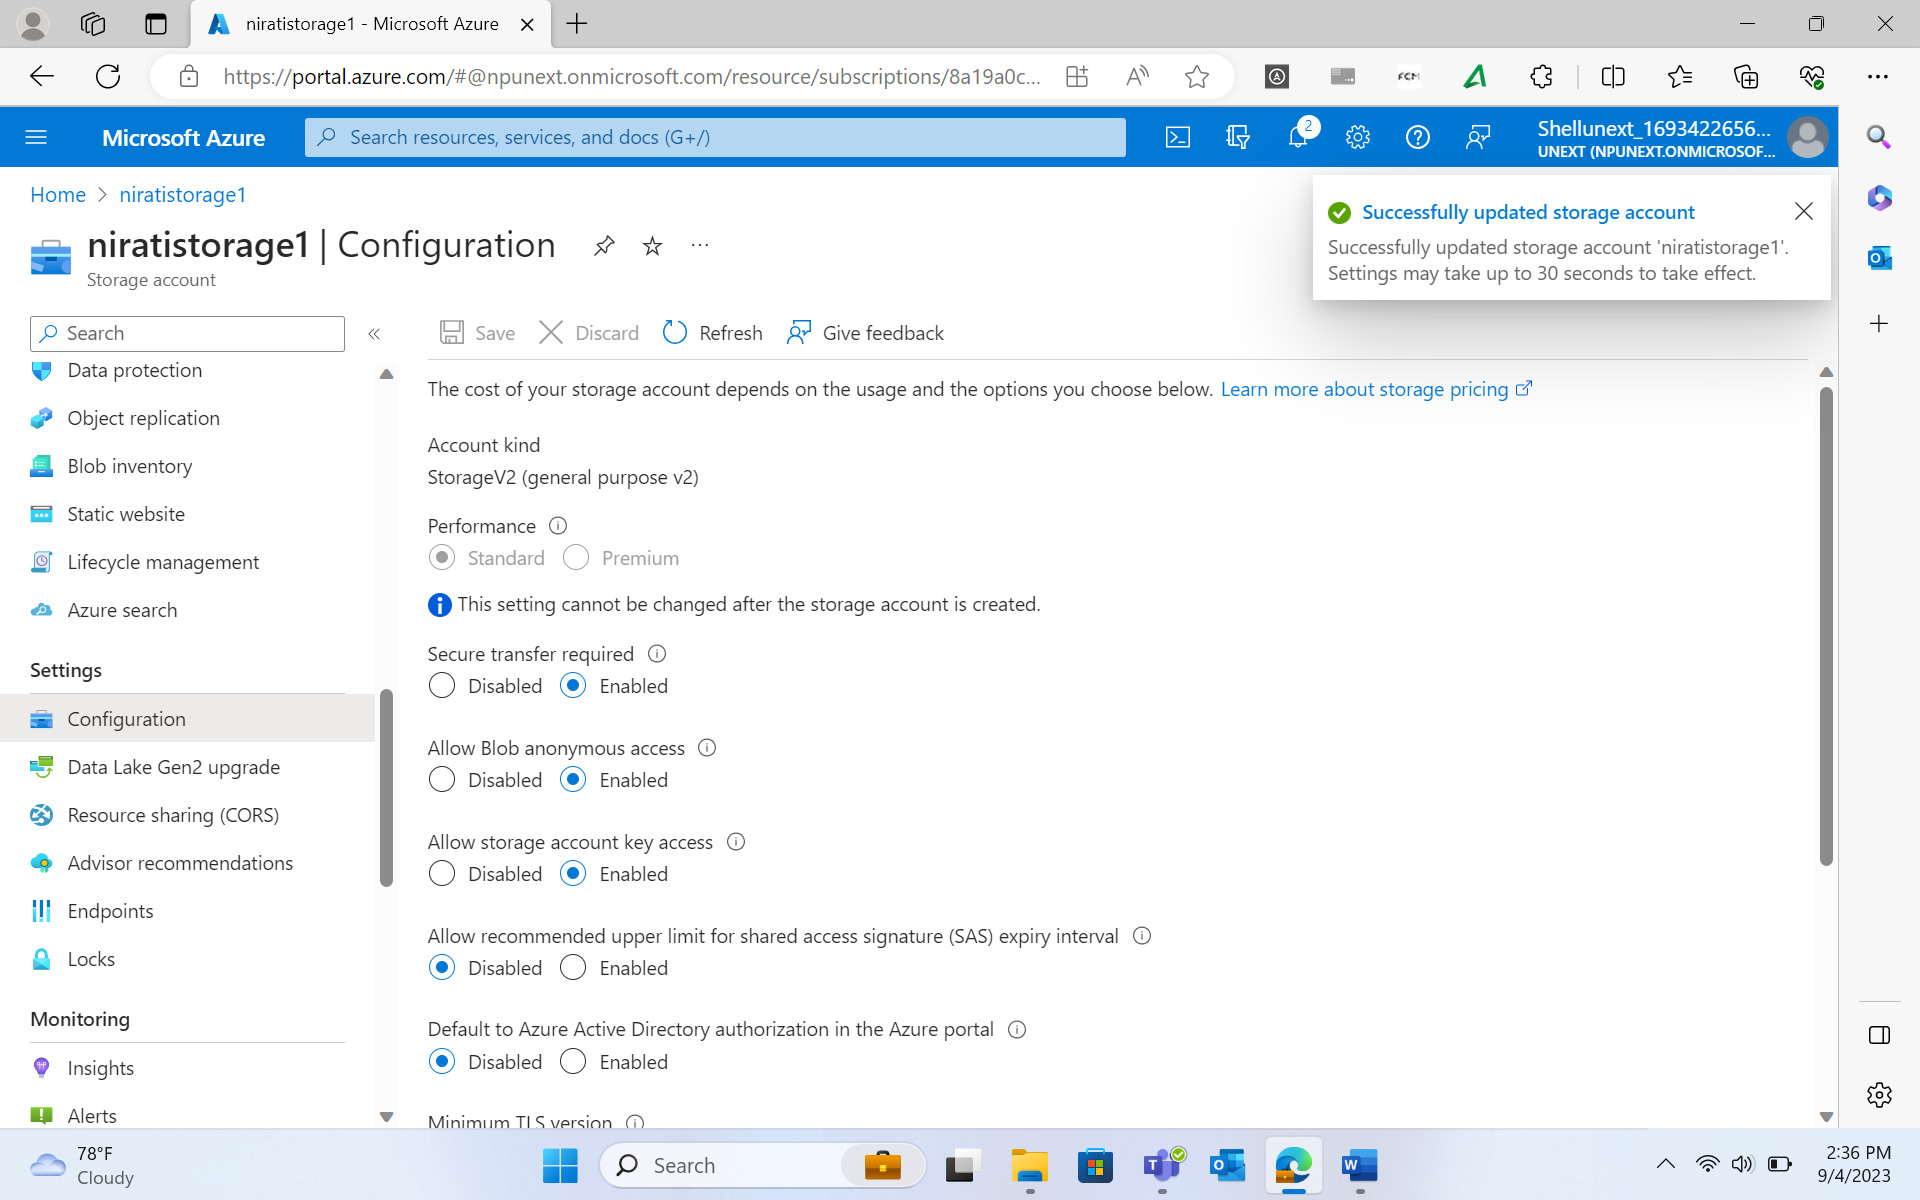 niratistorage1 - Microsoft Azure
https://portal.azure.com/#@npunext.onmicrosoft.com/resource/subscriptions/8a19a0c...
FCM
Microsoft Azure
Search resources, services, and docs (G+/)
2
Shellunext_1693422656...
UNEXT (NPUNEXT.ONMICROSOF...
Home > niratistorage1
niratistorage1 | Configuration
Storage account
Successfully updated storage account
Successfully updated storage account 'niratistorage1'.
Settings may take up to 30 seconds to take effect.
Search
Save Discard Refresh Give feedback
Data protection
Object replication
Blob inventory
Static website
Lifecycle management
Azure search
Settings
Configuration
Data Lake Gen2 upgrade
Resource sharing (CORS)
Advisor recommendations
Endpoints
Locks
Monitoring
Insights
Alerts
The cost of your storage account depends on the usage and the options you choose below. Learn more about storage pricing
Account kind
StorageV2 (general purpose v2)
Performance
Standard Premium
This setting cannot be changed after the storage account is created.
Secure transfer required
Disabled Enabled
Allow Blob anonymous access
Disabled Enabled
Allow storage account key access
Disabled Enabled
Allow recommended upper limit for shared access signature (SAS) expiry interval
Disabled Enabled
Default to Azure Active Directory authorization in the Azure portal
Disabled Enabled
Minimum TLS version
78°F
Cloudy
Search
2:36 PM
9/4/2023